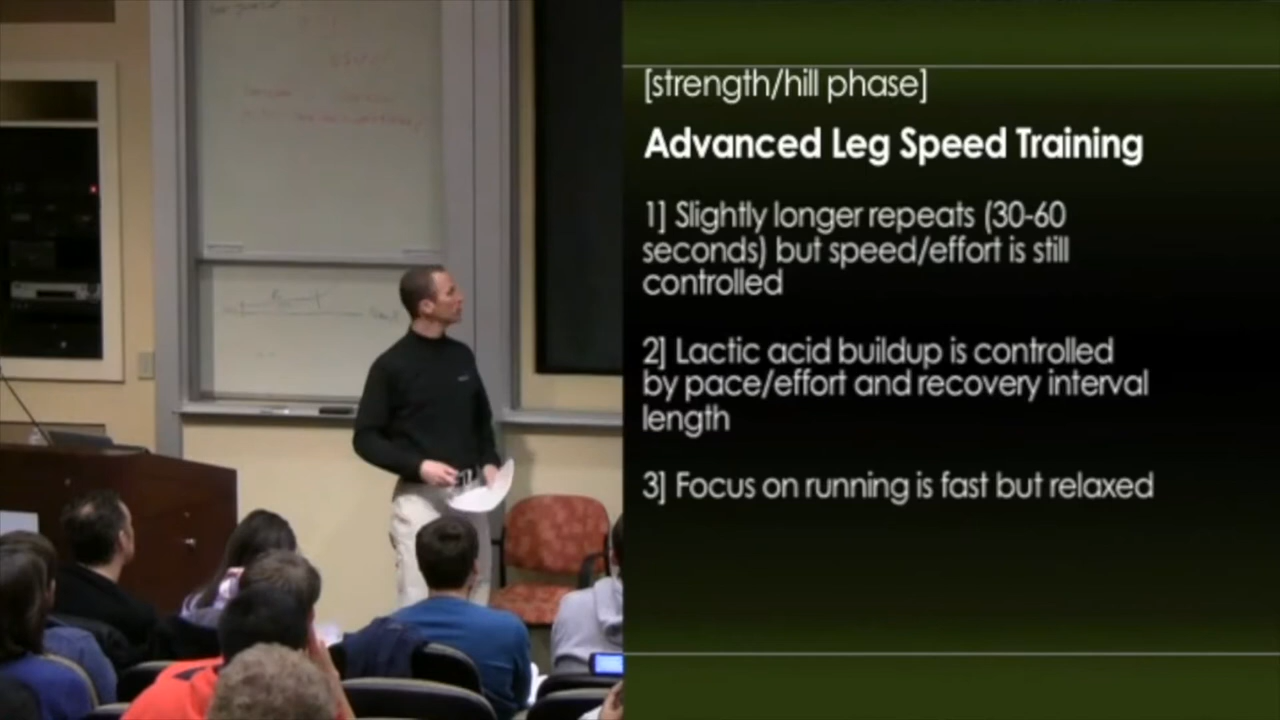 [strength/hill phase]
Advanced Leg Speed Training
1] Slightly longer repeats (30-60
seconds) but speed/effort is still
controlled
2] Lactic acid buildup is controlled
by pace/effort and recovery interval
length
3] Focus on running is fast but relaxed